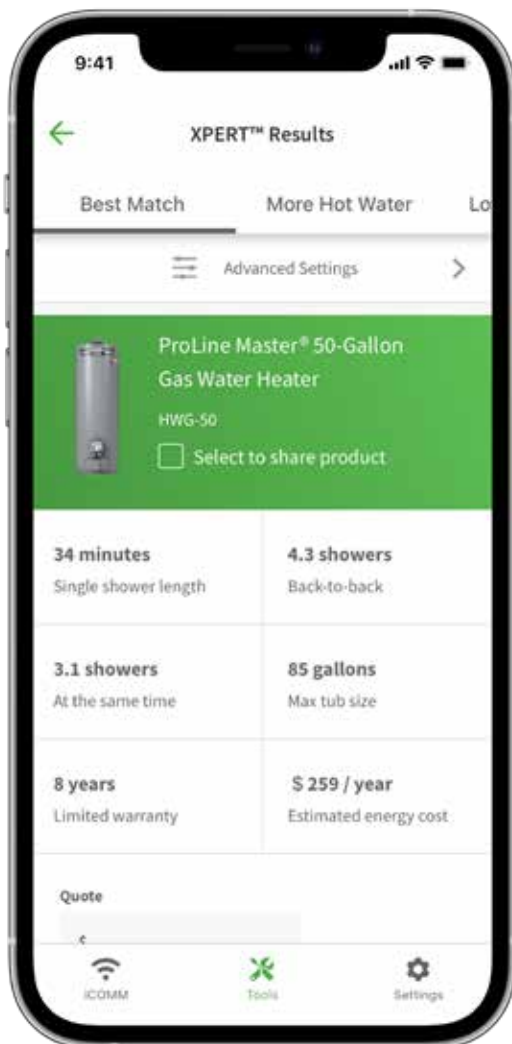 9:41
XPERT™ Results
Best Match More Hot Water Lo
Advanced Settings
ProLine Master® 50-Gallon
Gas Water Heater
HWG-50
Select to share product
34 minutes 4.3 showers
Single shower length Back-to-back
3.1 showers 85 gallons
At the same time Max tub size
8 years $ 259 / year
Limited warranty Estimated energy cost
Quote
iCOMM Tools Settings